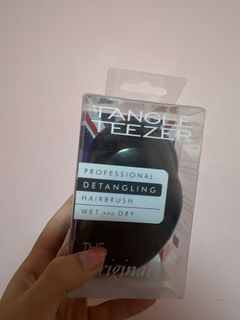 TANGLE
TEEZER
PROFESSIONAL
DETANGLING
HAIRBRUSH
WET AND DRY
THE
Original